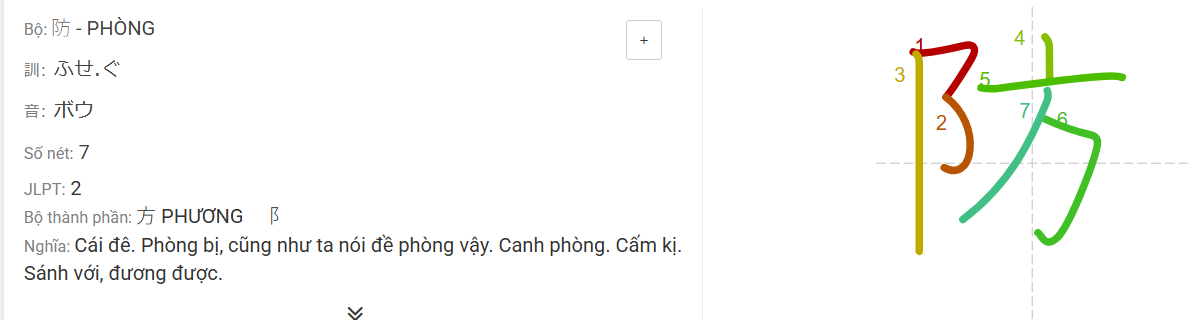 Bộ: 防 - PHÒNG
+
訓: ふせ.ぐ
音: ボウ
Số nét: 7
JLPT: 2
Bộ thành phần: 方 PHƯƠNG 阝
Nghĩa: Cái đê. Phòng bị, cũng như ta nói đề phòng vậy. Canh phòng. Cấm kị.
Sánh với, đương được.
防
1
2
3
4
5
6
7